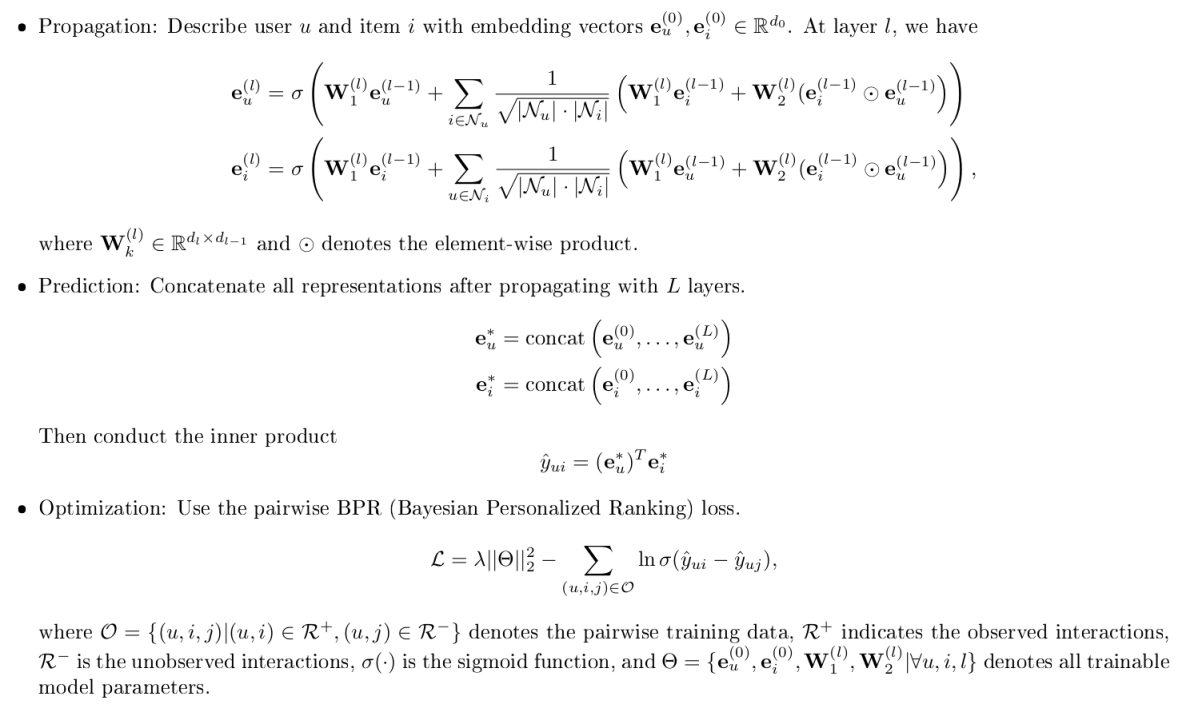 • Propagation: Describe user $u$ and item $i$ with embedding vectors $\mathbf{e}_u^{(0)}, \mathbf{e}_i^{(0)} \in \mathbb{R}^{d_0}$. At layer $l$, we have
$$\mathbf{e}_u^{(l)} = \sigma \left( \mathbf{W}_1^{(l)} \mathbf{e}_u^{(l-1)} + \sum_{i \in \mathcal{N}_u} \frac{1}{\sqrt{|\mathcal{N}_u| \cdot |\mathcal{N}_i|}} \left( \mathbf{W}_1^{(l)} \mathbf{e}_i^{(l-1)} + \mathbf{W}_2^{(l)} (\mathbf{e}_i^{(l-1)} \odot \mathbf{e}_u^{(l-1)}) \right) \right)$$
$$\mathbf{e}_i^{(l)} = \sigma \left( \mathbf{W}_1^{(l)} \mathbf{e}_i^{(l-1)} + \sum_{u \in \mathcal{N}_i} \frac{1}{\sqrt{|\mathcal{N}_u| \cdot |\mathcal{N}_i|}} \left( \mathbf{W}_1^{(l)} \mathbf{e}_u^{(l-1)} + \mathbf{W}_2^{(l)} (\mathbf{e}_i^{(l-1)} \odot \mathbf{e}_u^{(l-1)}) \right) \right),$$
where $\mathbf{W}_k^{(l)} \in \mathbb{R}^{d_l \times d_{l-1}}$ and $\odot$ denotes the element-wise product.
• Prediction: Concatenate all representations after propagating with $L$ layers.
$$\mathbf{e}_u^* = \text{concat} \left( \mathbf{e}_u^{(0)}, \ldots, \mathbf{e}_u^{(L)} \right)$$
$$\mathbf{e}_i^* = \text{concat} \left( \mathbf{e}_i^{(0)}, \ldots, \mathbf{e}_i^{(L)} \right)$$
Then conduct the inner product
$$\hat{y}_{ui} = (\mathbf{e}_u^*)^T \mathbf{e}_i^*$$
• Optimization: Use the pairwise BPR (Bayesian Personalized Ranking) loss.
$$\mathcal{L} = \lambda ||\Theta||_2^2 - \sum_{(u,i,j) \in \mathcal{O}} \ln \sigma(\hat{y}_{ui} - \hat{y}_{uj}),$$
where $\mathcal{O} = \{(u, i, j) | (u, i) \in \mathcal{R}^+, (u, j) \in \mathcal{R}^-\}$ denotes the pairwise training data, $\mathcal{R}^+$ indicates the observed interactions,
$\mathcal{R}^-$ is the unobserved interactions, $\sigma(\cdot)$ is the sigmoid function, and $\Theta = \{\mathbf{e}_u^{(0)}, \mathbf{e}_i^{(0)}, \mathbf{W}_1^{(l)}, \mathbf{W}_2^{(l)} | \forall u, i, l\}$ denotes all trainable
model parameters.